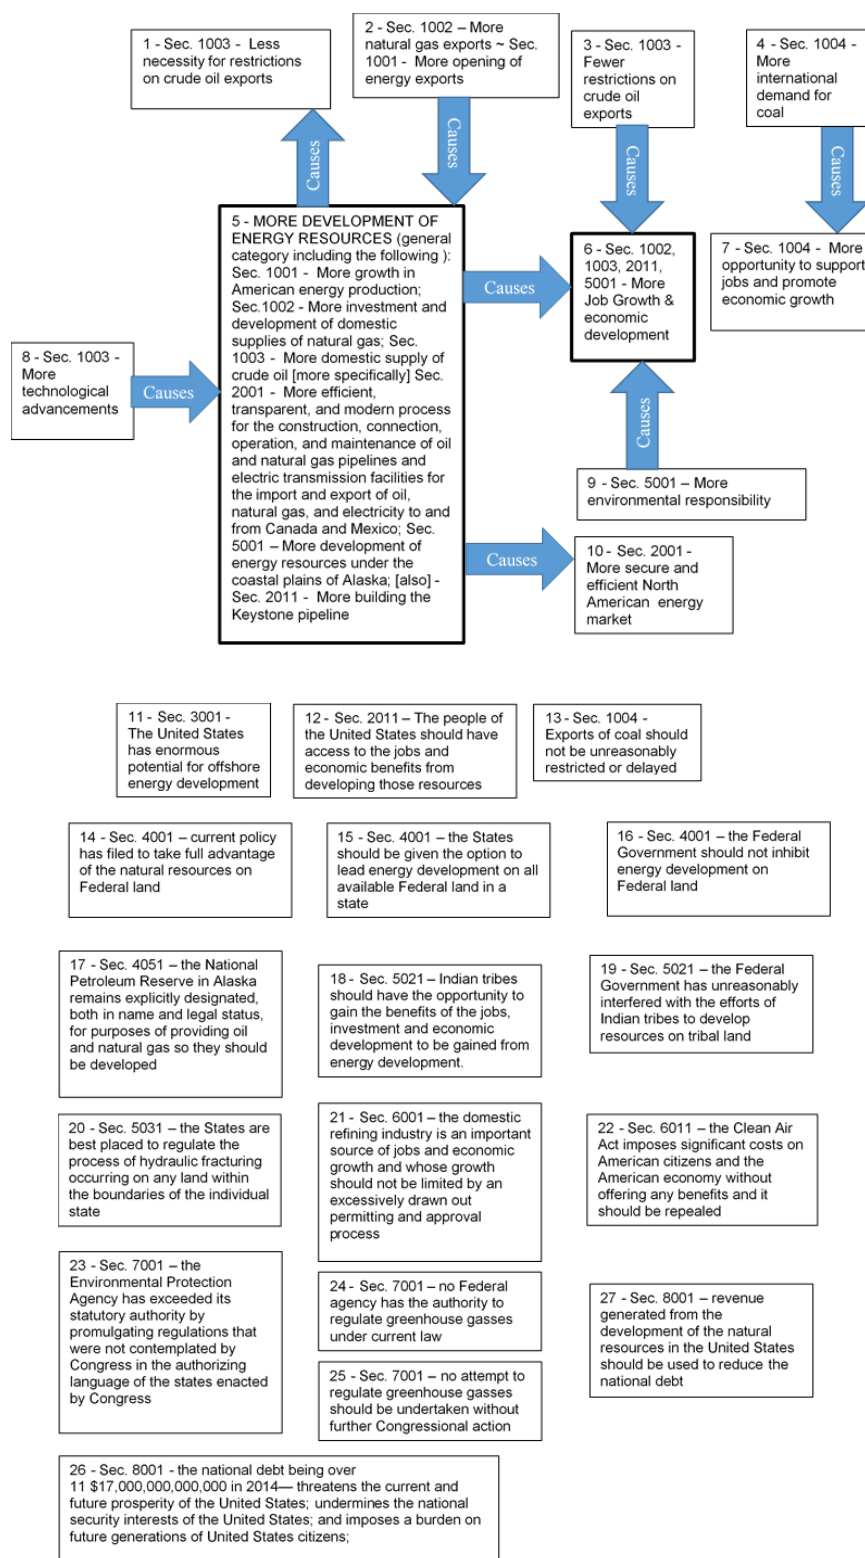 1 - Sec. 1003 - Less
necessity for restrictions
on crude oil exports
2 - Sec. 1002 – More
natural gas exports ~ Sec.
1001 - More opening of
energy exports
3 - Sec. 1003 -
Fewer
restrictions on
crude oil
exports
4 - Sec. 1004 -
More
international
demand for
coal
Causes
Causes
Causes
Causes
5 - MORE DEVELOPMENT OF
ENERGY RESOURCES (general
category including the following ):
Sec. 1001 - More growth in
American energy production;
Sec.1002 - More investment and
development of domestic
supplies of natural gas; Sec.
1003 - More domestic supply of
crude oil [more specifically] Sec.
2001 - More efficient,
transparent, and modern process
for the construction, connection,
operation, and maintenance of oil
and natural gas pipelines and
electric transmission facilities for
the import and export of oil,
natural gas, and electricity to and
from Canada and Mexico; Sec.
5001 – More development of
energy resources under the
coastal plains of Alaska; [also] -
Sec. 2011 - More building the
Keystone pipeline
Causes
6 - Sec. 1002,
1003, 2011,
5001 - More
Job Growth &
economic
development
7 - Sec. 1004 - More
opportunity to support
jobs and promote
economic growth
8 - Sec. 1003 -
More
technological
advancements
Causes
Causes
9 - Sec. 5001 – More
environmental responsibility
Causes
10 - Sec. 2001 -
More secure and
efficient North
American energy
market
11 - Sec. 3001 -
The United States
has enormous
potential for offshore
energy development
12 - Sec. 2011 – The people of
the United States should have
access to the jobs and
economic benefits from
developing those resources
13 - Sec. 1004 -
Exports of coal should
not be unreasonably
restricted or delayed
14 - Sec. 4001 – current policy
has filed to take full advantage
of the natural resources on
Federal land
15 - Sec. 4001 – the States
should be given the option to
lead energy development on all
available Federal land in a
state
16 - Sec. 4001 – the Federal
Government should not inhibit
energy development on
Federal land
17 - Sec. 4051 – the National
Petroleum Reserve in Alaska
remains explicitly designated,
both in name and legal status,
for purposes of providing oil
and natural gas so they should
be developed
18 - Sec. 5021 – Indian tribes
should have the opportunity to
gain the benefits of the jobs,
investment and economic
development to be gained from
energy development.
19 - Sec. 5021 – the Federal
Government has unreasonably
interfered with the efforts of
Indian tribes to develop
resources on tribal land
20 - Sec. 5031 – the States are
best placed to regulate the
process of hydraulic fracturing
occurring on any land within
the boundaries of the individual
state
21 - Sec. 6001 – the domestic
refining industry is an important
source of jobs and economic
growth and whose growth
should not be limited by an
excessively drawn out
permitting and approval
process
22 – Sec. 6011 – the Clean Air
Act imposes significant costs on
American citizens and the
American economy without
offering any benefits and it
should be repealed
23 - Sec. 7001 – the
Environmental Protection
Agency has exceeded its
statutory authority by
promulgating regulations that
were not contemplated by
Congress in the authorizing
language of the states enacted
by Congress
24 - Sec. 7001 – no Federal
agency has the authority to
regulate greenhouse gasses
under current law
25 - Sec. 7001 – no attempt to
regulate greenhouse gasses
should be undertaken without
further Congressional action
27 - Sec. 8001 – revenue
generated from the
development of the natural
resources in the United States
should be used to reduce the
national debt
26 - Sec. 8001 - the national debt being over
11 $17,000,000,000,000 in 2014— threatens the current and
future prosperity of the United States; undermines the national
security interests of the United States; and imposes a burden on
future generations of United States citizens;